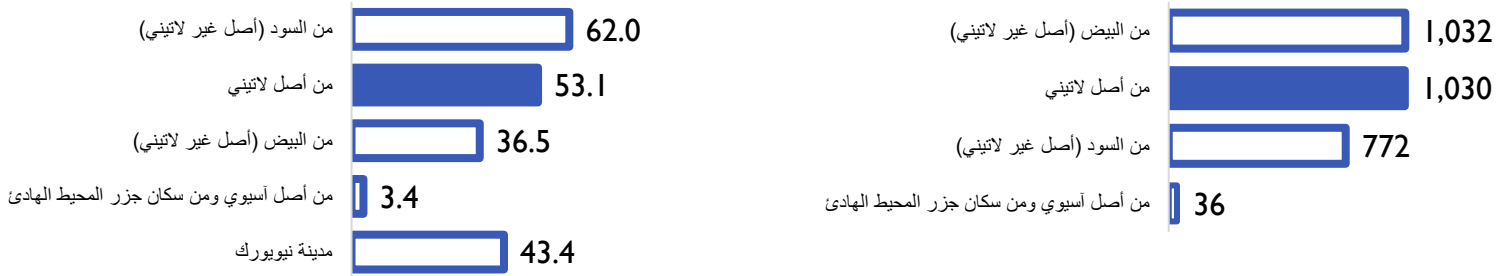 من السود (أصل غير لاتيني) 62.0
من أصل لاتيني 53.1
من البيض (أصل غير لاتيني) 36.5
من أصل آسيوي ومن سكان جزر المحيط الهادئ 3.4
مدينة نيويورك 43.4
من البيض (أصل غير لاتيني) 1,032
من أصل لاتيني 1,030
من السود (أصل غير لاتيني) 772
من أصل آسيوي ومن سكان جزر المحيط الهادئ 36